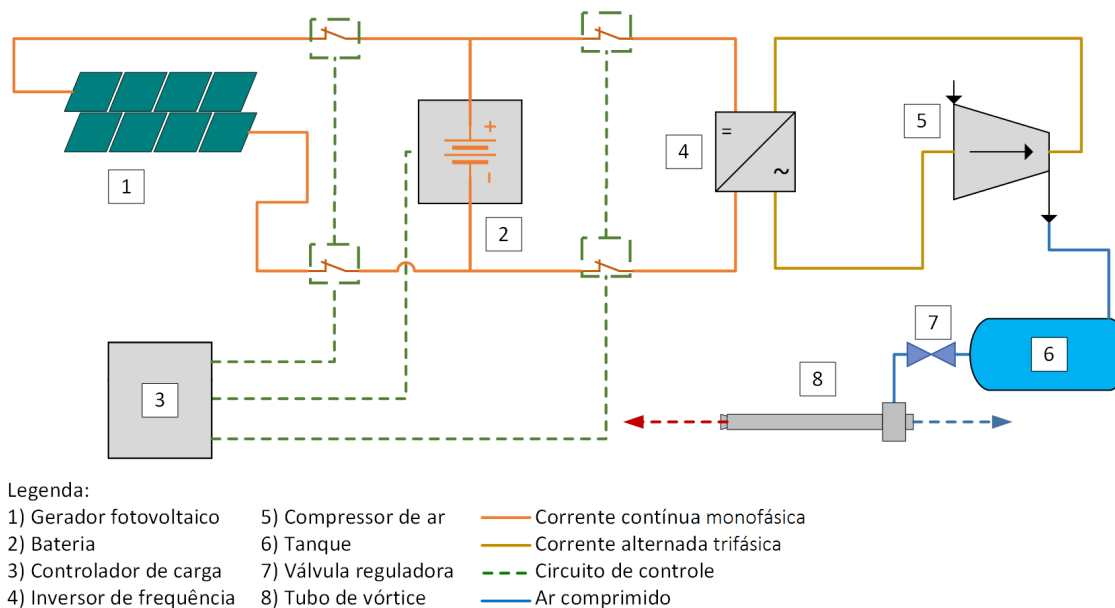 1
2
3
4
5
6
7
8
+
=
~
Legenda:
1) Gerador fotovoltaico
2) Bateria
3) Controlador de carga
4) Inversor de frequência
5) Compressor de ar
6) Tanque
7) Válvula reguladora
8) Tubo de vórtice
Corrente contínua monofásica
Corrente alternada trifásica
Circuito de controle
Ar comprimido